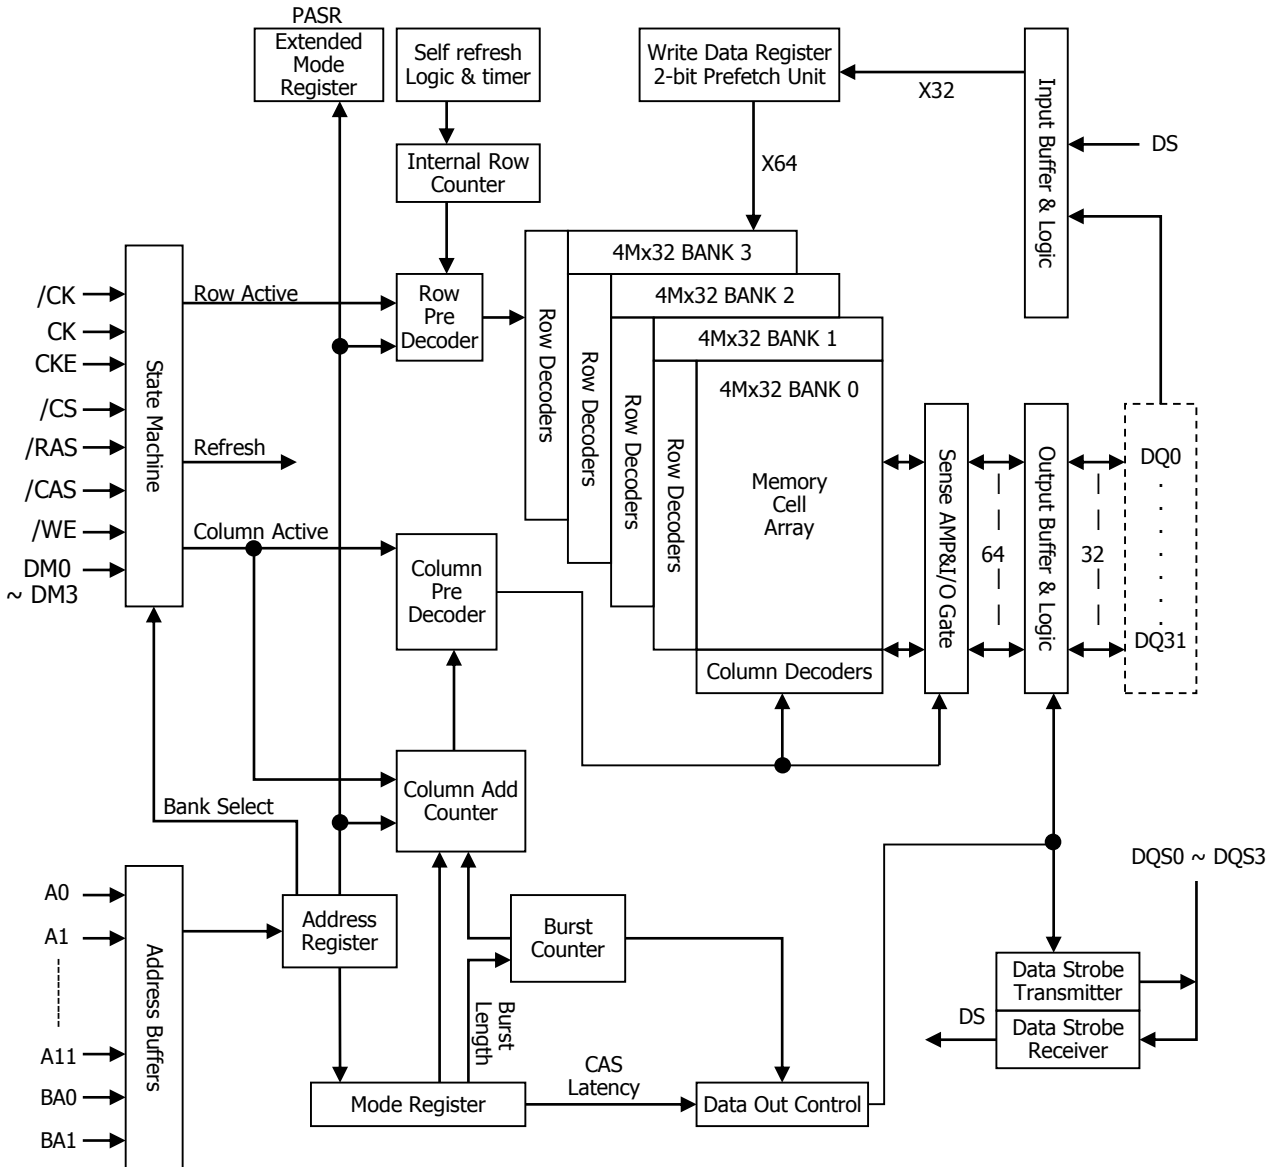 PASR
Extended
Mode
Register
Self refresh
Logic & timer
Write Data Register
2-bit Prefetch Unit
X32
Input Buffer & Logic
DS
Internal Row
Counter
X64
4Mx32 BANK 3
4Mx32 BANK 2
4Mx32 BANK 1
4Mx32 BANK 0
Row Decoders
Row Decoders
Row Decoders
Row Decoders
Memory
Cell
Array
Column Decoders
/CK
CK
CKE
/CS
/RAS
/CAS
/WE
DM0
~ DM3
State Machine
Row Active
Refresh
Column Active
Row
Pre
Decoder
Column
Pre
Decoder
Sense AMP&I/O Gate
64
Output Buffer & Logic
32
DQ0
DQ31
Bank Select
Column Add
Counter
A0
A1
A11
BA0
BA1
Address Buffers
Address
Register
Burst
Counter
Burst
Length
Mode Register
CAS
Latency
Data Out Control
DQS0 ~ DQS3
Data Strobe
Transmitter
DS
Data Strobe
Receiver